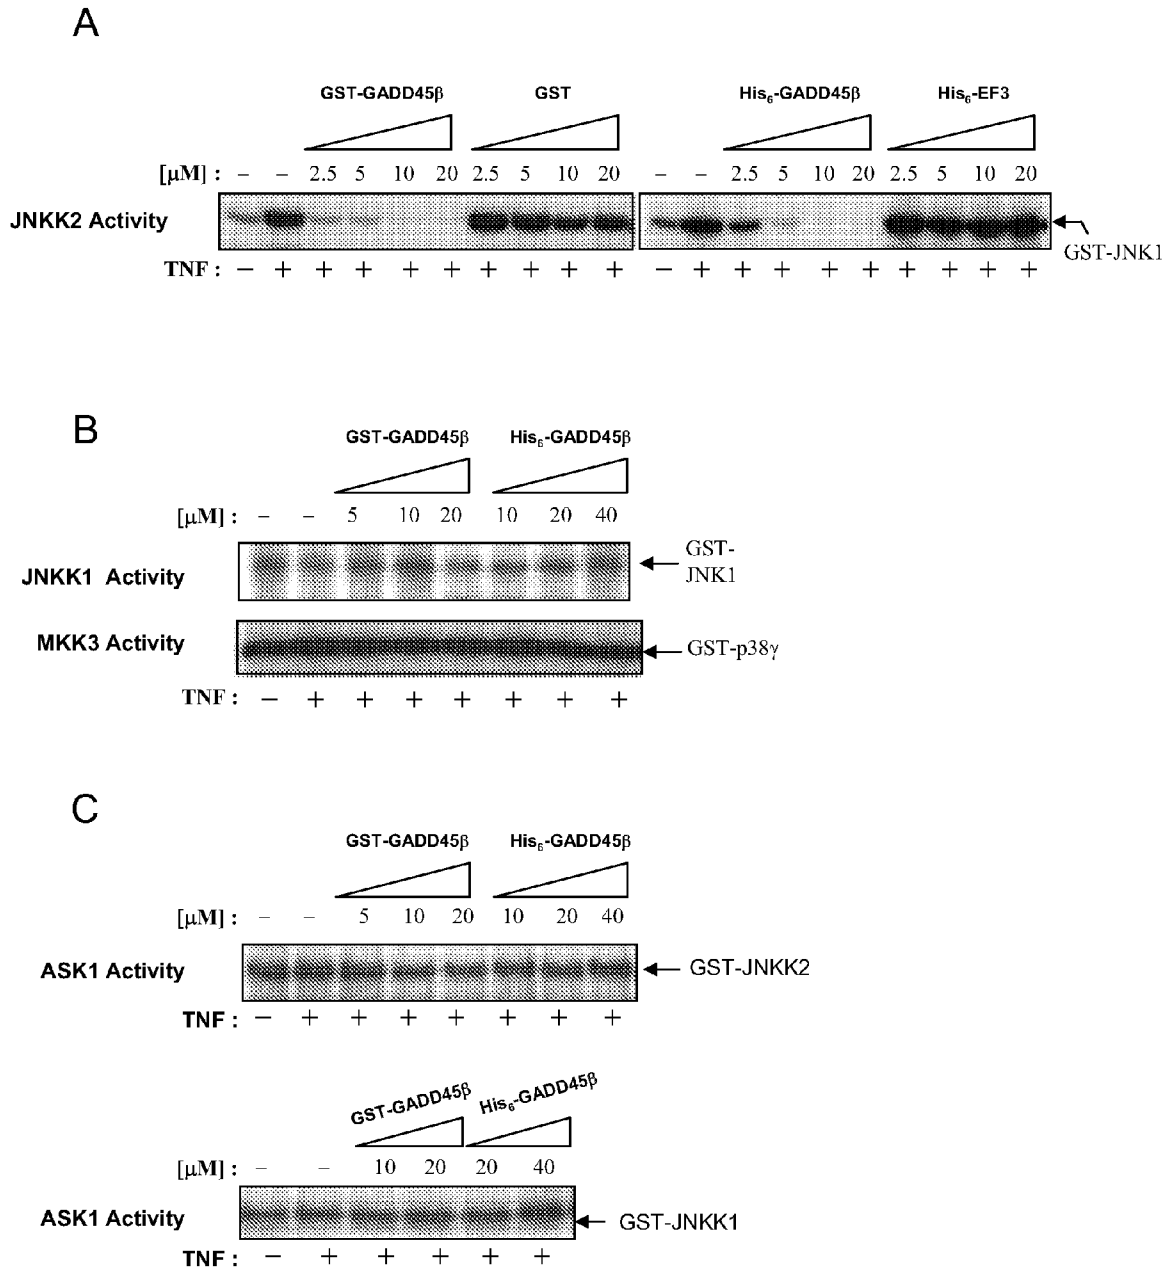 A
GST-GADD45β GST His6-GADD45β His6-EF3
[μM] : – – 2.5 5 10 20 2.5 5 10 20 – – 2.5 5 10 20 2.5 5 10 20
JNKK2 Activity
GST-JNK1
TNF : – + + + + + + + + + – + + + + + + + + +
B
GST-GADD45β His6-GADD45β
[μM] : – – 5 10 20 10 20 40
JNKK1 Activity
GST-
JNK1
MKK3 Activity
GST-p38γ
TNF : – + + + + + + +
C
GST-GADD45β His6-GADD45β
[μM] : – – 5 10 20 10 20 40
ASK1 Activity
GST-JNKK2
TNF : – + + + + + + +
GST-GADD45β His6-GADD45β
[μM] : – – 10 20 20 40
ASK1 Activity
GST-JNKK1
TNF : – + + + + +